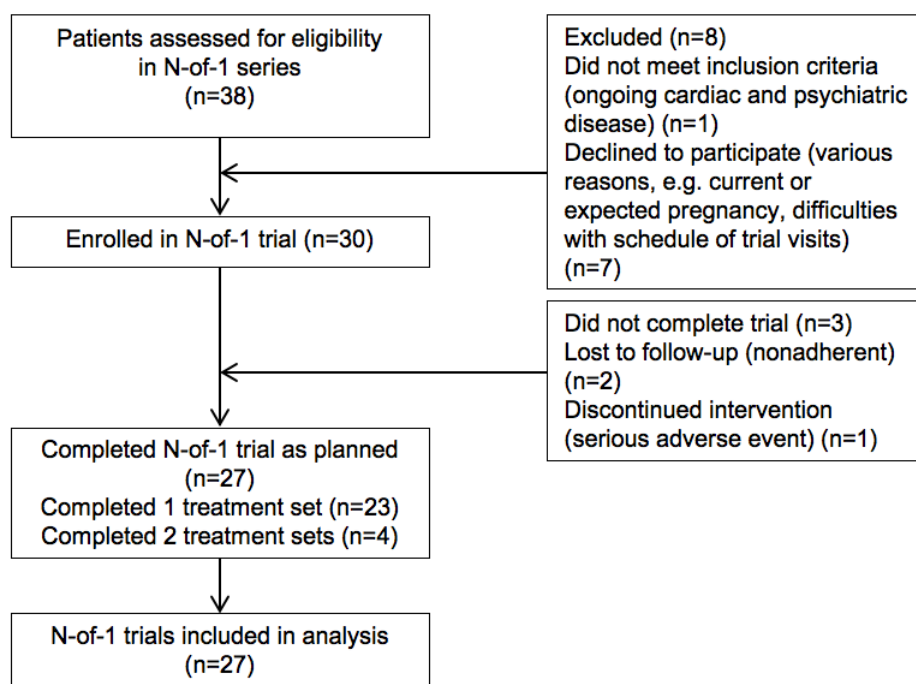 Patients assessed for eligibility
in N-of-1 series
(n=38)
Excluded (n=8)
Did not meet inclusion criteria
(ongoing cardiac and psychiatric
disease) (n=1)
Declined to participate (various
reasons, e.g. current or
expected pregnancy, difficulties
with schedule of trial visits)
(n=7)
Enrolled in N-of-1 trial (n=30)
Did not complete trial (n=3)
Lost to follow-up (nonadherent)
(n=2)
Discontinued intervention
(serious adverse event) (n=1)
Completed N-of-1 trial as planned
(n=27)
Completed 1 treatment set (n=23)
Completed 2 treatment sets (n=4)
N-of-1 trials included in analysis
(n=27)